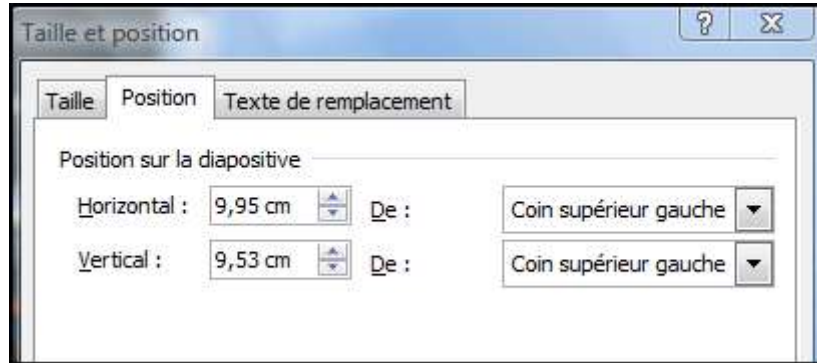 Taille et position
Taille Position Texte de remplacement
Position sur la diapositive
Horizontal : 9,95 cm De : Coin supérieur gauche
Vertical : 9,53 cm De : Coin supérieur gauche